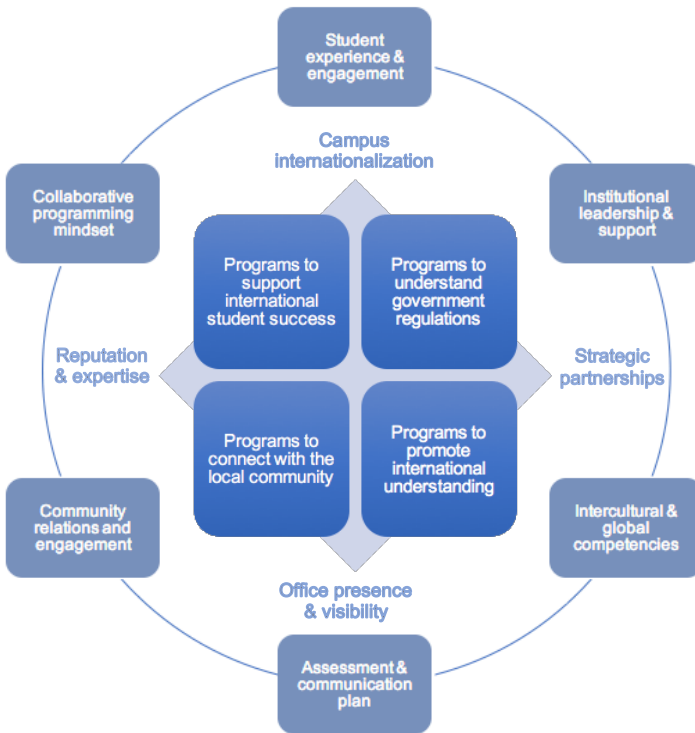 Student
experience &
engagement
Campus
internationalization
Collaborative
programming
mindset
Institutional
leadership &
support
Programs to
support
international
student success
Programs to
understand
government
regulations
Reputation
& expertise
Strategic
partnerships
Programs to
connect with the
local community
Programs to
promote
international
understanding
Community
relations and
engagement
Intercultural &
global
competencies
Office presence
& visibility
Assessment &
communication
plan